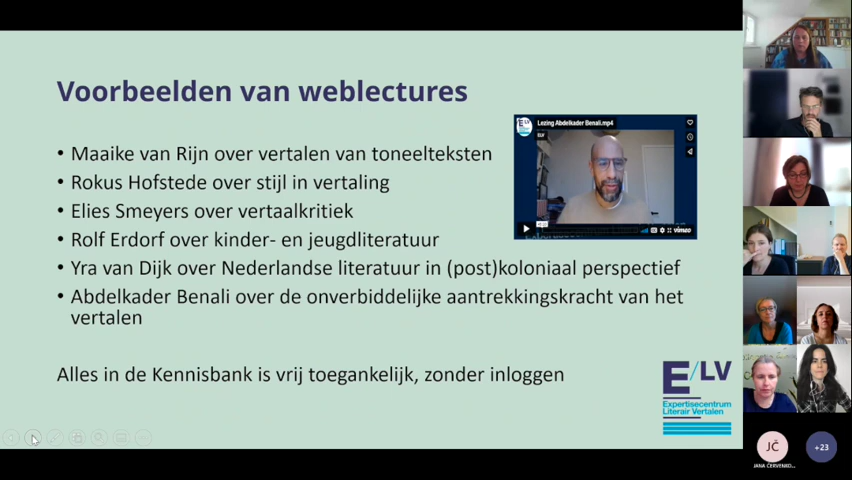 Voorbeelden van weblectures
• Maaike van Rijn over vertalen van toneelteksten
• Rokus Hofstede over stijl in vertaling
• Elies Smeyers over vertaalkritiek
• Rolf Erdorf over kinder- en jeugdliteratuur
• Yra van Dijk over Nederlandse literatuur in (post)koloniaal perspectief
• Abdelkader Benali over de onverbiddelijke aantrekkingskracht van het
vertalen
Alles in de Kennisbank is vrij toegankelijk, zonder inloggen
Lezing Abdelkader Benali.mp4
ELV
vimeo
E/LV
Expertisecentrum
Literair Vertalen
JČ
+23